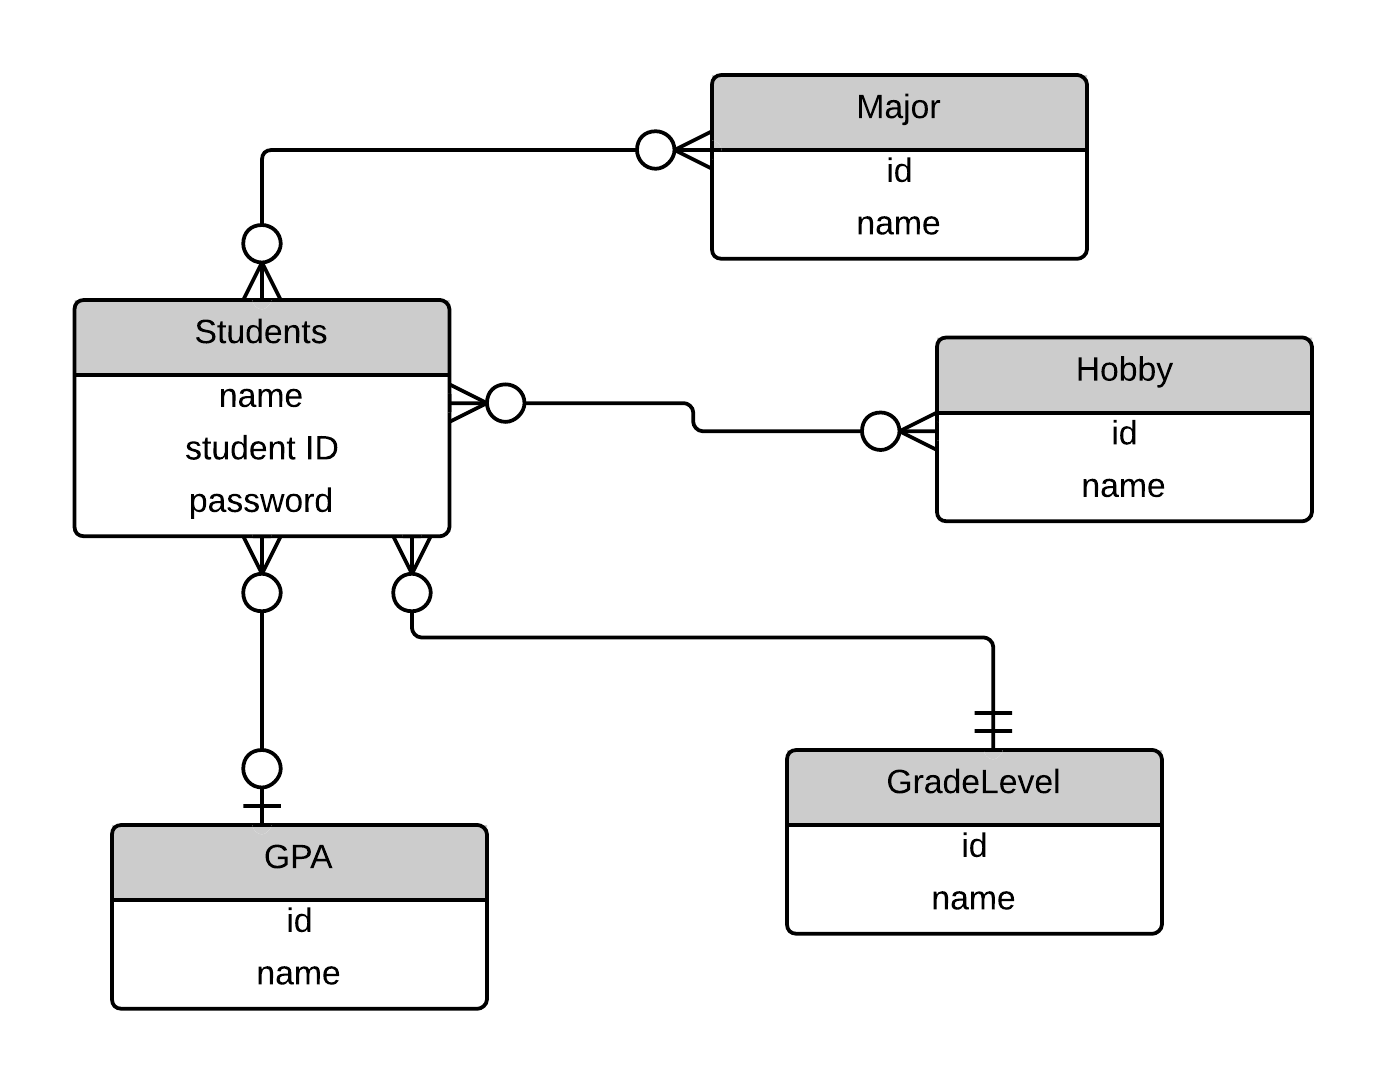 Major
id
name
Students
name
student ID
password
Hobby
id
name
GradeLevel
id
name
GPA
id
name